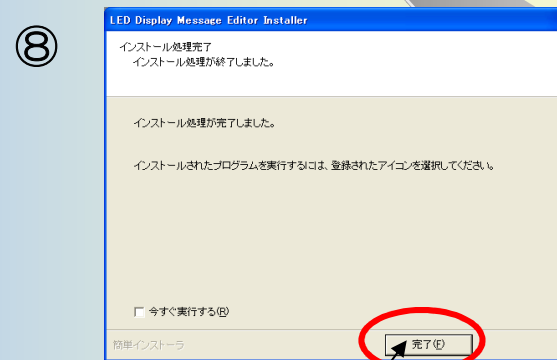 ⑧
LED Display Message Editor Installer
インストール処理完了
インストール処理が終了しました。
インストール処理が完了しました。
インストールされたプログラムを実行するには、登録されたアイコンを選択してください。
今すぐ実行する(R)
簡単インストーラ
完了(F)